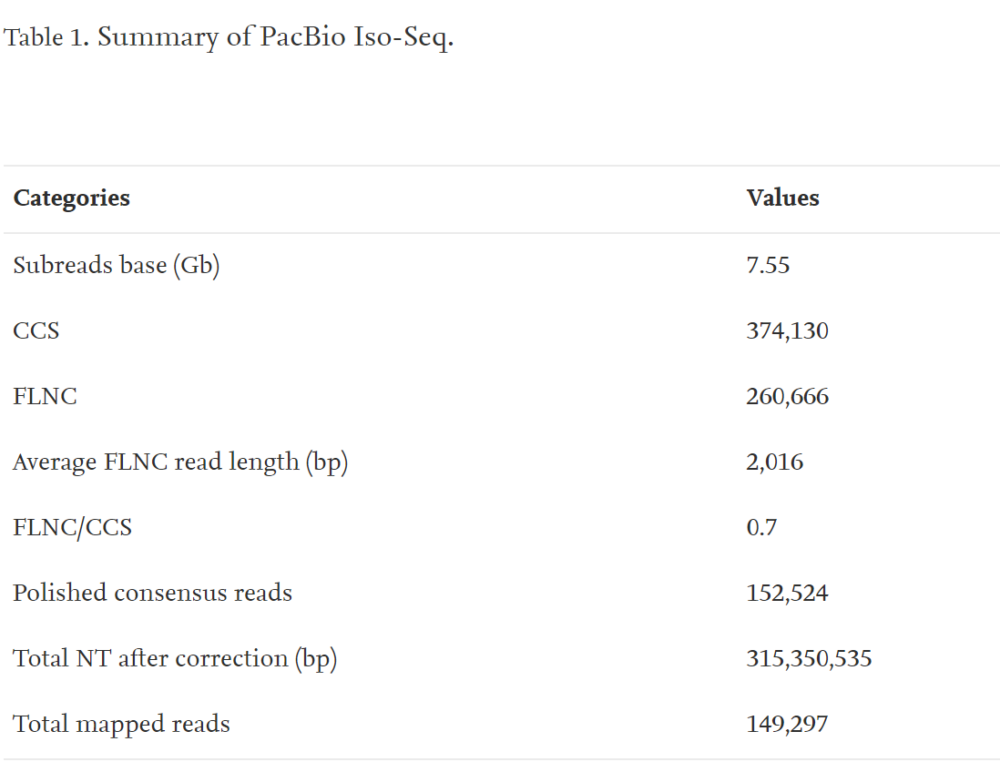 Table 1. Summary of PacBio Iso-Seq.
Categories Values
Subreads base (Gb) 7.55
CCS 374,130
FLNC 260,666
Average FLNC read length (bp) 2,016
FLNC/CCS 0.7
Polished consensus reads 152,524
Total NT after correction (bp) 315,350,535
Total mapped reads 149,297